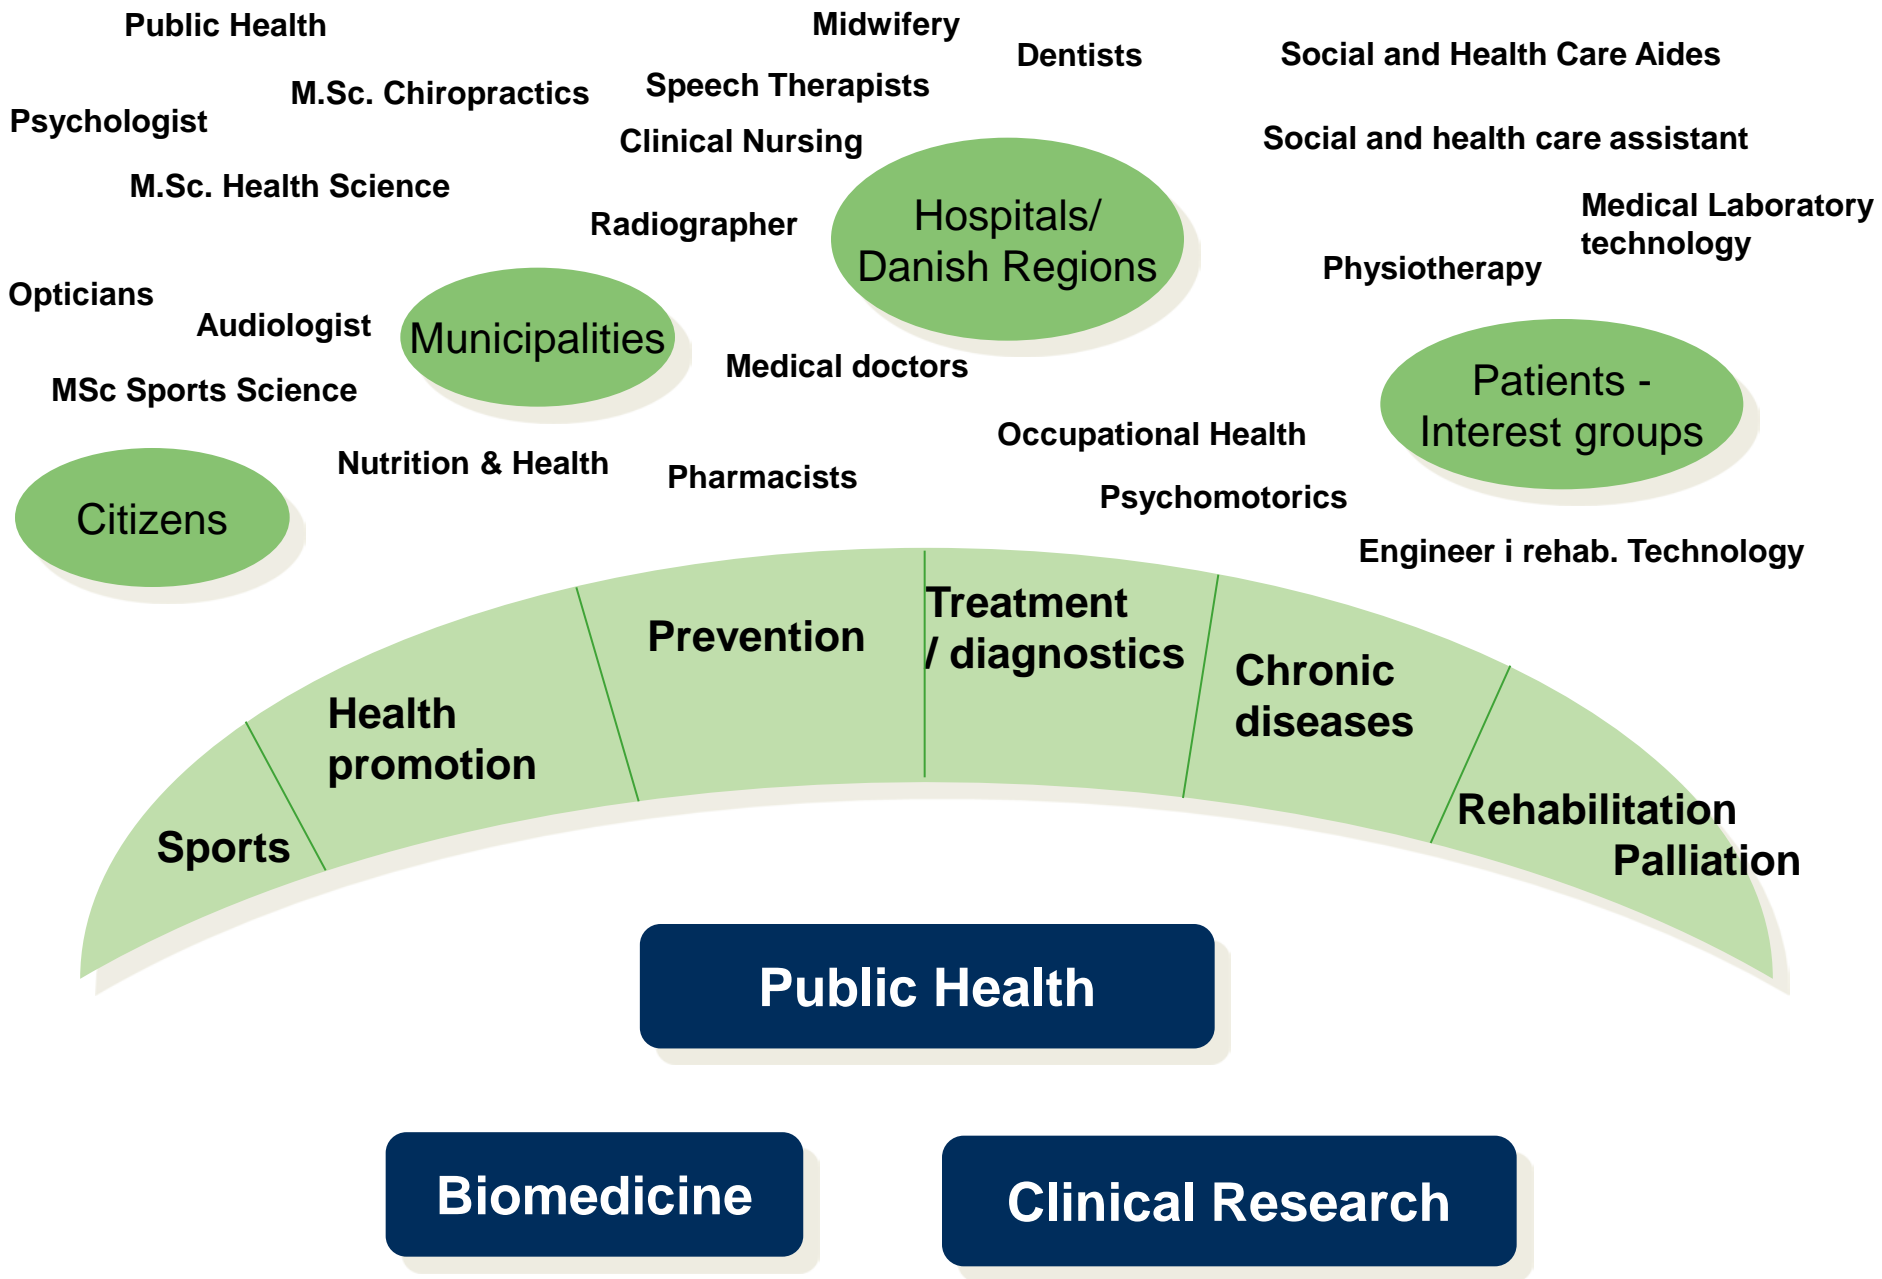 Public Health
Midwifery
Dentists
Social and Health Care Aides
M.Sc. Chiropractics
Speech Therapists
Psychologist
Clinical Nursing
Social and health care assistant
M.Sc. Health Science
Radiographer
Hospitals/
Danish Regions
Medical Laboratory
technology
Physiotherapy
Opticians
Audiologist
Municipalities
Medical doctors
MSc Sports Science
Patients -
Interest groups
Occupational Health
Nutrition & Health
Pharmacists
Psychomotorics
Citizens
Engineer i rehab. Technology
Sports
Health
promotion
Prevention
Treatment
/ diagnostics
Chronic
diseases
Rehabilitation
Palliation
Public Health
Biomedicine
Clinical Research